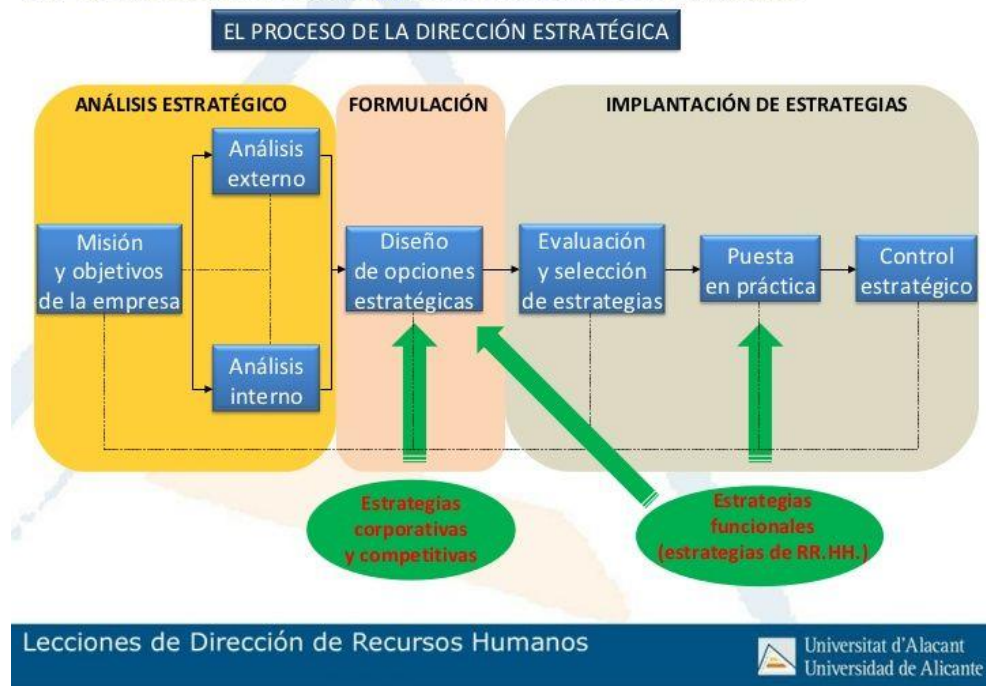 EL PROCESO DE LA DIRECCIÓN ESTRATÉGICA
ANÁLISIS ESTRATÉGICO
FORMULACIÓN
IMPLANTACIÓN DE ESTRATEGIAS
Misión
y objetivos
de la empresa
Análisis
externo
Análisis
interno
Diseño
de opciones
estratégicas
Evaluación
y selección
de estrategias
Puesta
en práctica
Control
estratégico
Estrategias
corporativas
y competitivas
Estrategias
funcionales
(estrategias de RR.HH.)
Lecciones de Dirección de Recursos Humanos
Universitat d'Alacant
Universidad de Alicante